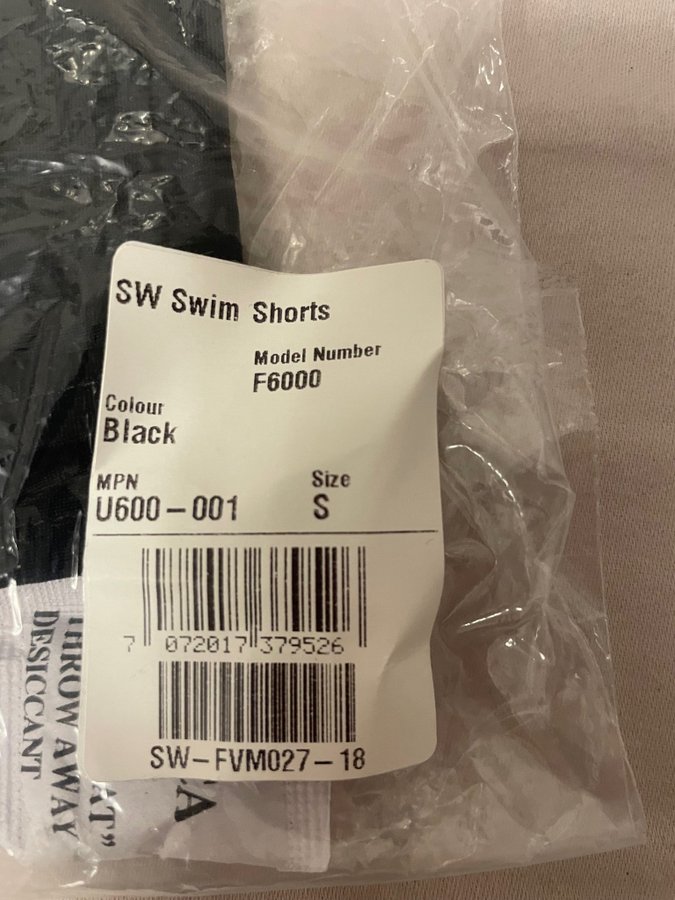 SW Swim Shorts
Model Number
F6000
Colour
Black
MPN
Size
U600-001
S
7 072017 379526
SW-FVM027-18
THROW AWAY
DESICCANT